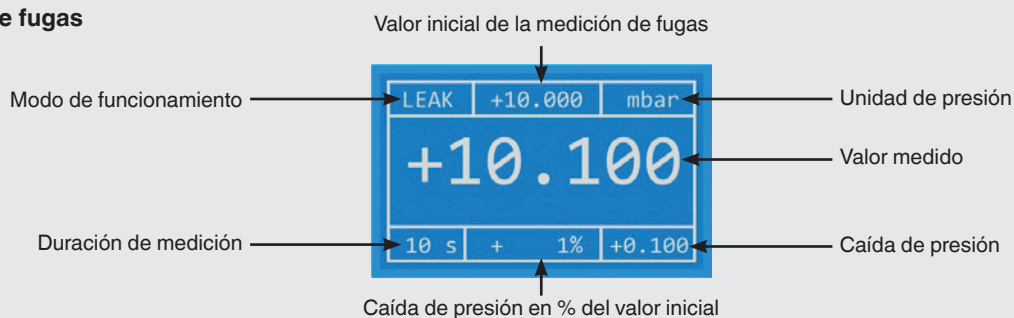 e fugas
Valor inicial de la medición de fugas
Modo de funcionamiento
LEAK +10.000 mbar
Unidad de presión
+10.100
Valor medido
Duración de medición
10 s + 1% +0.100
Caída de presión
Caída de presión en % del valor inicial